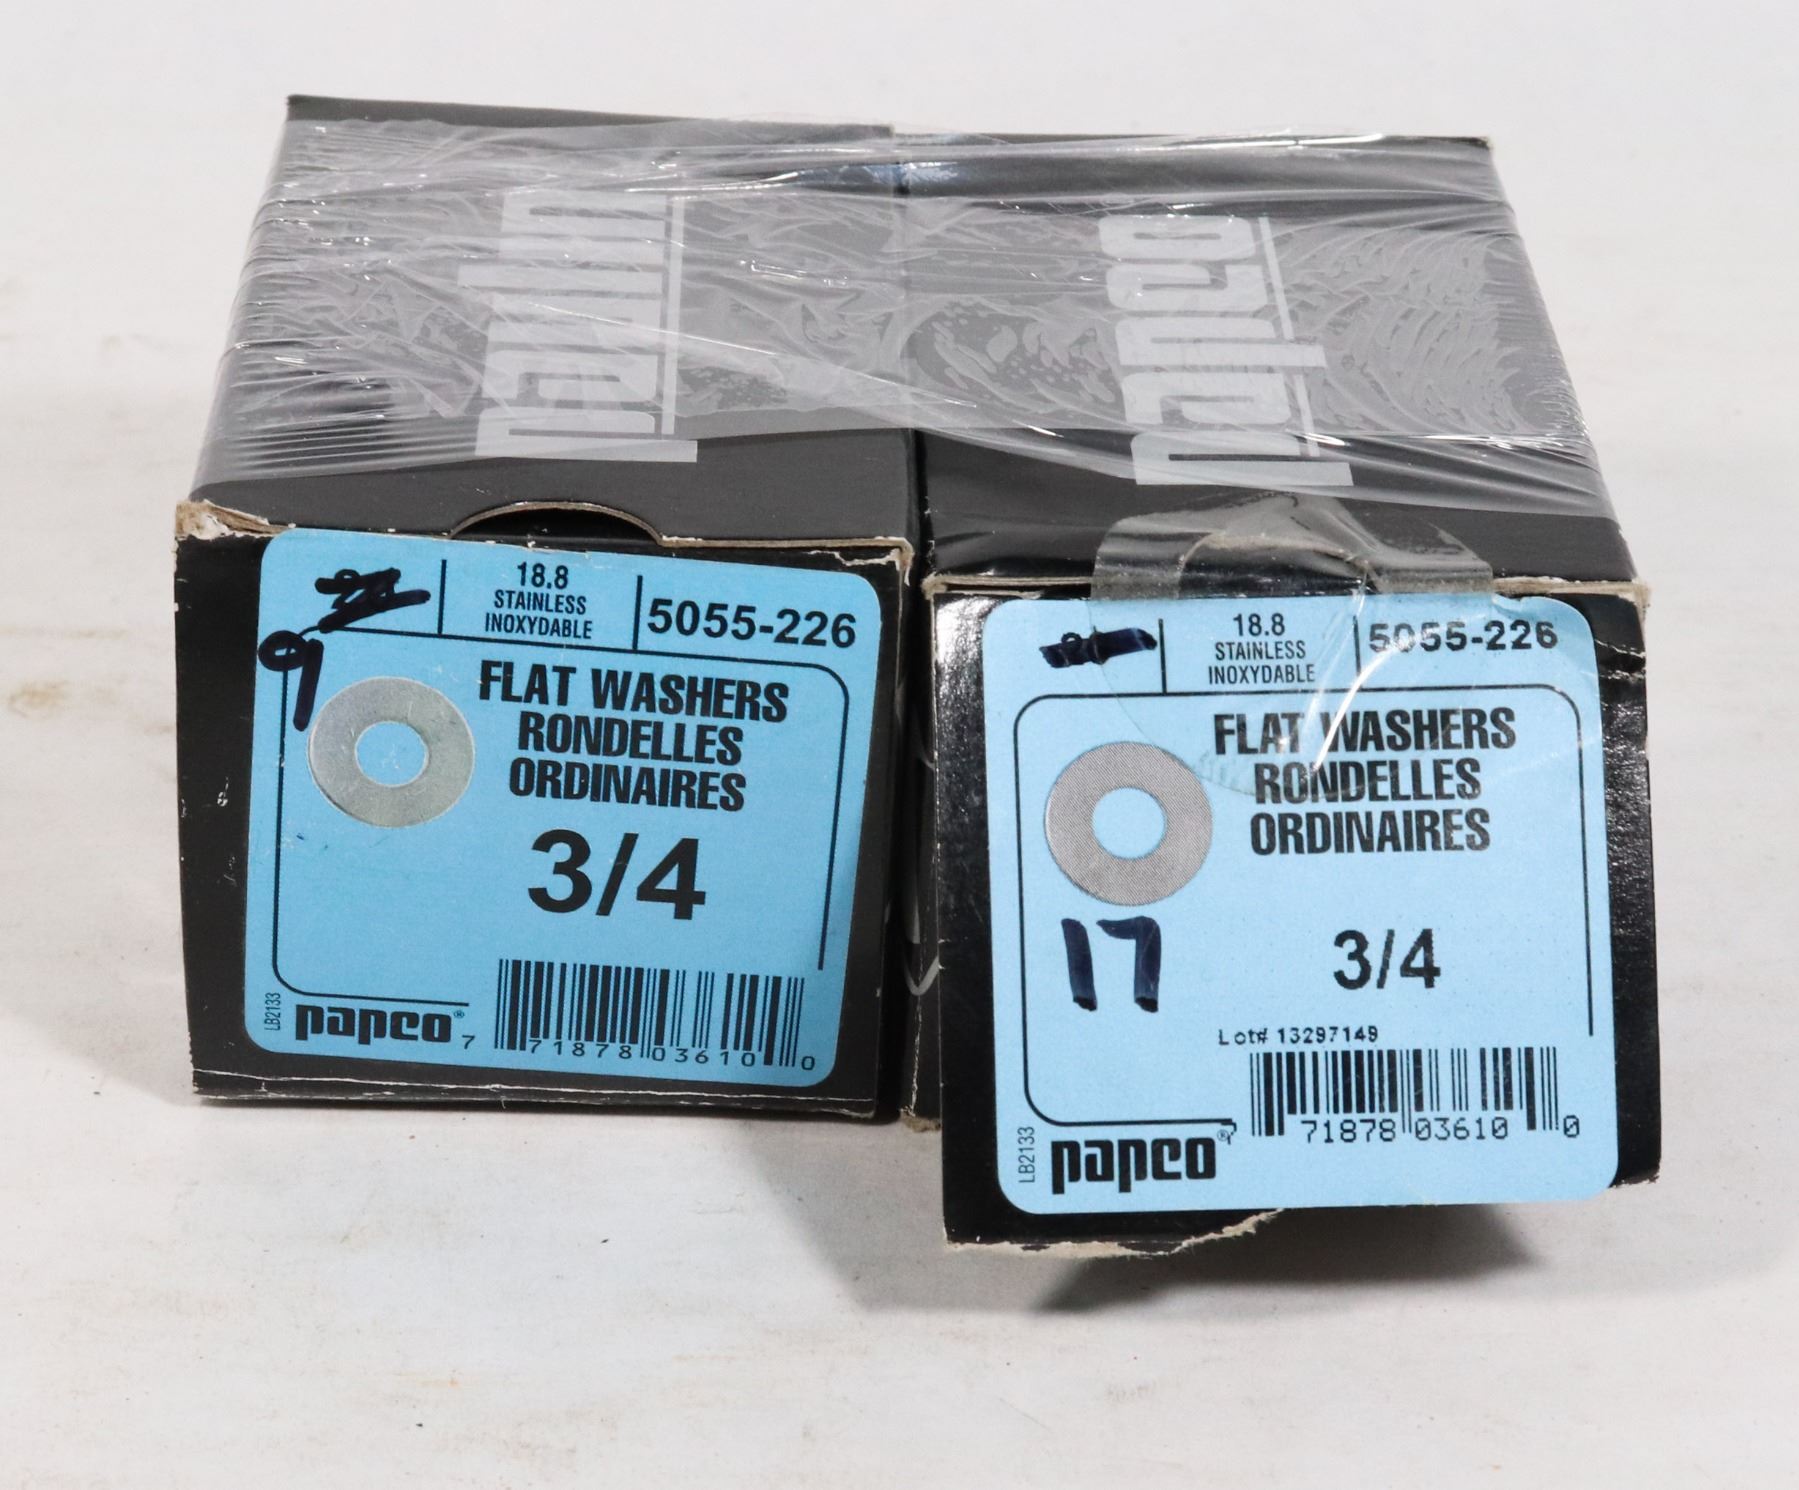 papco
papco
18.8
STAINLESS
INOXYDABLE
5055-226
9
FLAT WASHERS
RONDELLES
ORDINAIRES
3/4
LB2133
papco®
7 71878 03610 0
18.8
STAINLESS
INOXYDABLE
5055-226
FLAT WASHERS
RONDELLES
ORDINAIRES
17
3/4
Lot# 13297149
LB2133
papco®
7 71878 03610 0